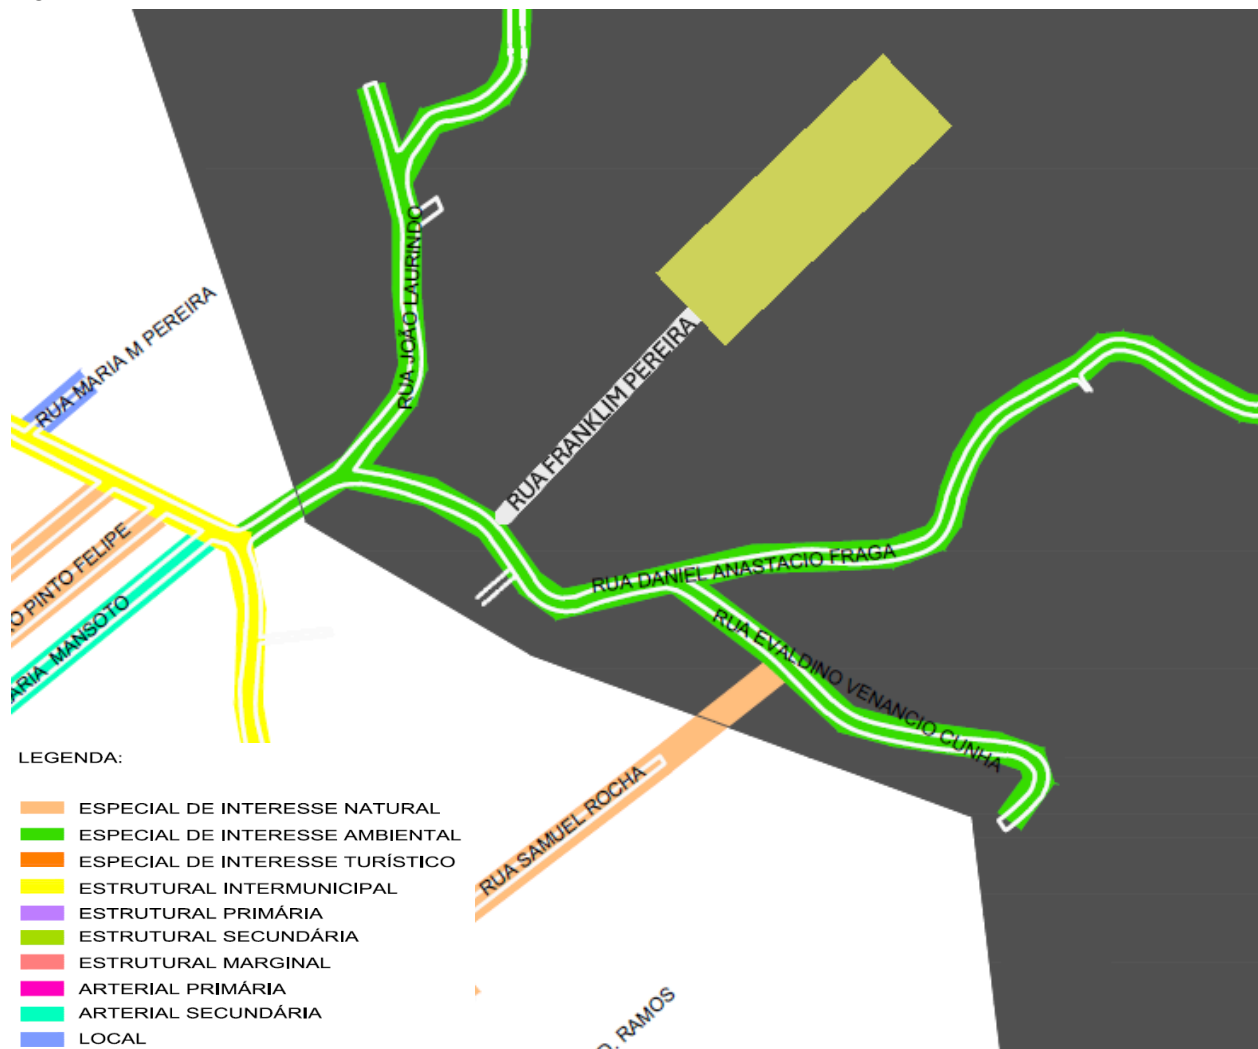 RUA MARIA M PEREIRA
RUA JOÃO LAURINDO
RUA FRANKLIM PEREIRA
PINTO FELIPE
MANSOTO
RUA DANIEL ANASTACIO FRAGA
RUA EVALDINO VENANCIO CUNHA
RUA SAMUEL ROCHA
RAMOS
LEGENDA:
ESPECIAL DE INTERESSE NATURAL
ESPECIAL DE INTERESSE AMBIENTAL
ESPECIAL DE INTERESSE TURÍSTICO
ESTRUTURAL INTERMUNICIPAL
ESTRUTURAL PRIMÁRIA
ESTRUTURAL SECUNDÁRIA
ESTRUTURAL MARGINAL
ARTERIAL PRIMÁRIA
ARTERIAL SECUNDÁRIA
LOCAL